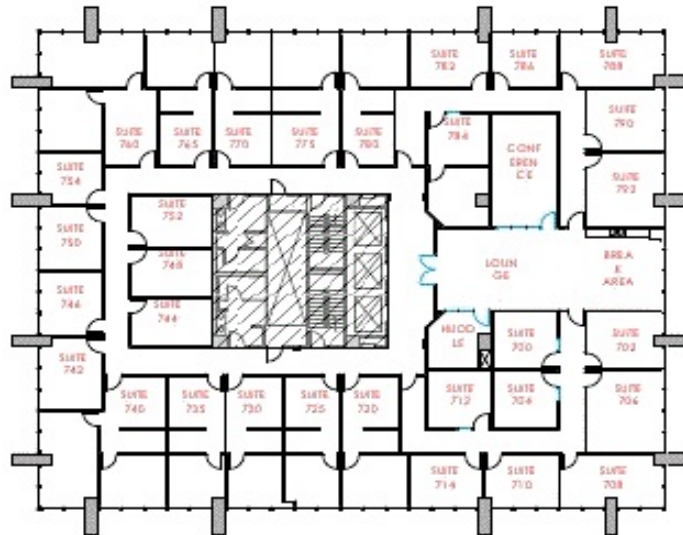 SUITE
782
SUITE
786
SUITE
788
SUITE
760
SUITE
765
SUITE
770
SUITE
775
SUITE
780
SUITE
784
CONF
EREN
CE
SUITE
790
SUITE
792
SUITE
754
SUITE
752
SUITE
750
SUITE
748
SUITE
746
SUITE
744
SUITE
742
LOUN
GE
BREA
K
AREA
HUDD
LE
SUITE
700
SUITE
702
SUITE
740
SUITE
735
SUITE
730
SUITE
725
SUITE
720
SUITE
712
SUITE
704
SUITE
706
SUITE
714
SUITE
710
SUITE
708